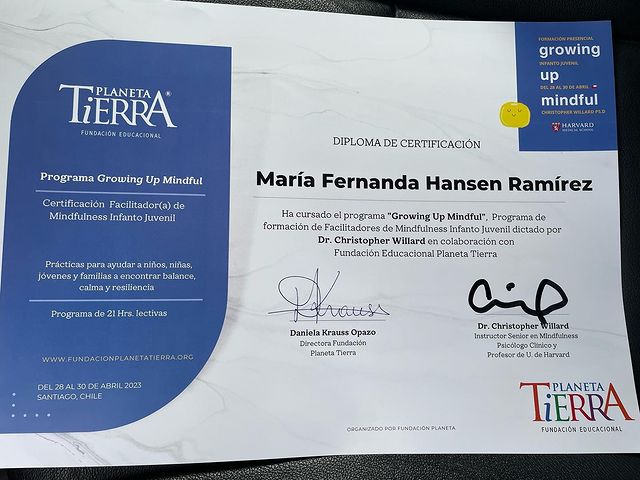 PLANETA
TiERRA®
FUNDACIÓN EDUCACIONAL
Programa Growing Up Mindful
Certificación Facilitador(a) de
Mindfulness Infanto Juvenil
Prácticas para ayudar a niños, niñas,
jóvenes y familias a encontrar balance,
calma y resiliencia
Programa de 21 Hrs. lectivas
WWW.FUNDACIONPLANETATIERRA.ORG
DEL 28 AL 30 DE ABRIL 2023
SANTIAGO, CHILE
FORMACIÓN PRESENCIAL
growing
INFANTO JUVENIL
up
DEL 28 AL 30 DE ABRIL
mindful
CHRISTOPHER WILLARD PS.D
HARVARD
MEDICAL SCHOOL
DIPLOMA DE CERTIFICACIÓN
María Fernanda Hansen Ramírez
Ha cursado el programa "Growing Up Mindful", Programa de
formación de Facilitadores de Mindfulness Infanto Juvenil dictado por
Dr. Christopher Willard en colaboración con
Fundación Educacional Planeta Tierra
DKrauss
Daniela Krauss Opazo
Directora Fundación
Planeta Tierra
Dr. Christopher Willard
Instructor Senior en Mindfulness
Psicólogo Clínico y
Profesor de U. de Harvard
PLANETA
TiERRA
FUNDACIÓN EDUCACIONAL
ORGANIZADO POR FUNDACIÓN PLANETA